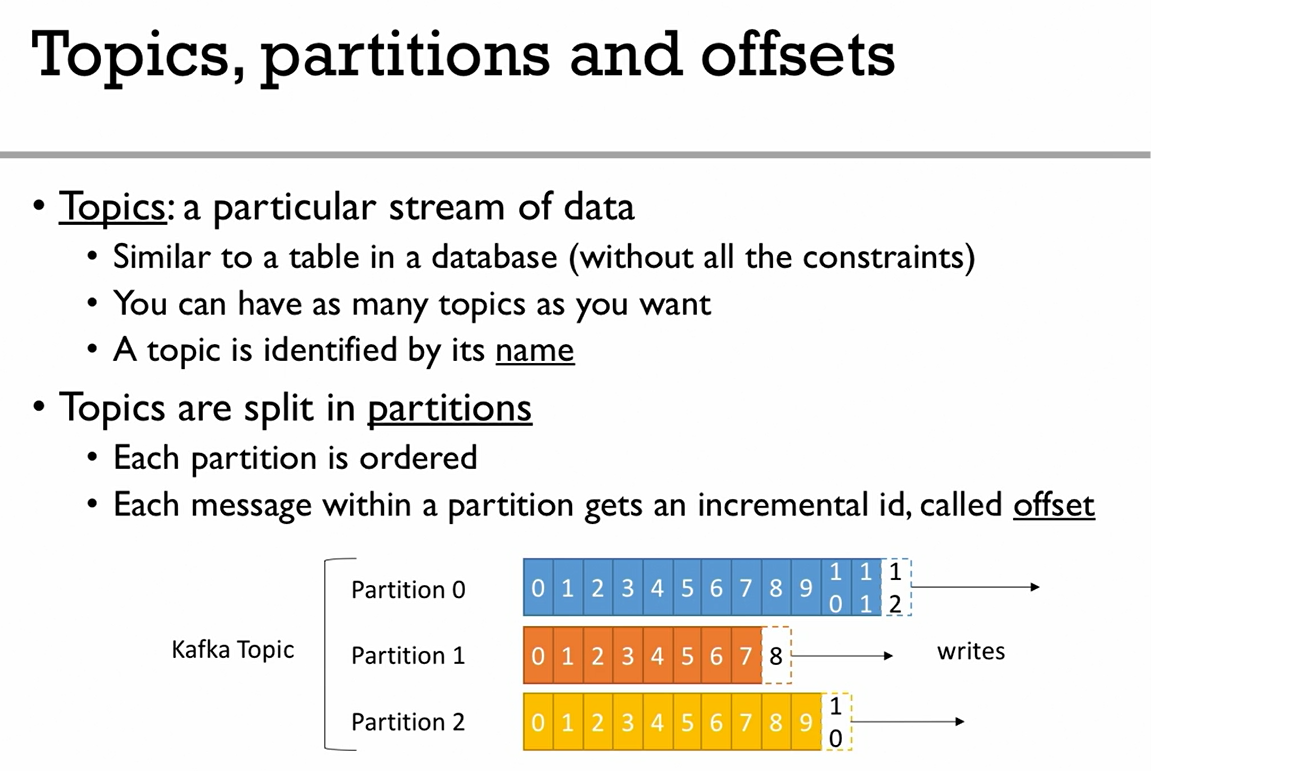 Topics, partitions and offsets
• Topics: a particular stream of data
• Similar to a table in a database (without all the constraints)
• You can have as many topics as you want
• A topic is identified by its name
• Topics are split in partitions
• Each partition is ordered
• Each message within a partition gets an incremental id, called offset
Kafka Topic
Partition 0
0 1 2 3 4 5 6 7 8 9 10 11 12
Partition 1
0 1 2 3 4 5 6 7 8
writes
Partition 2
0 1 2 3 4 5 6 7 8 9 10